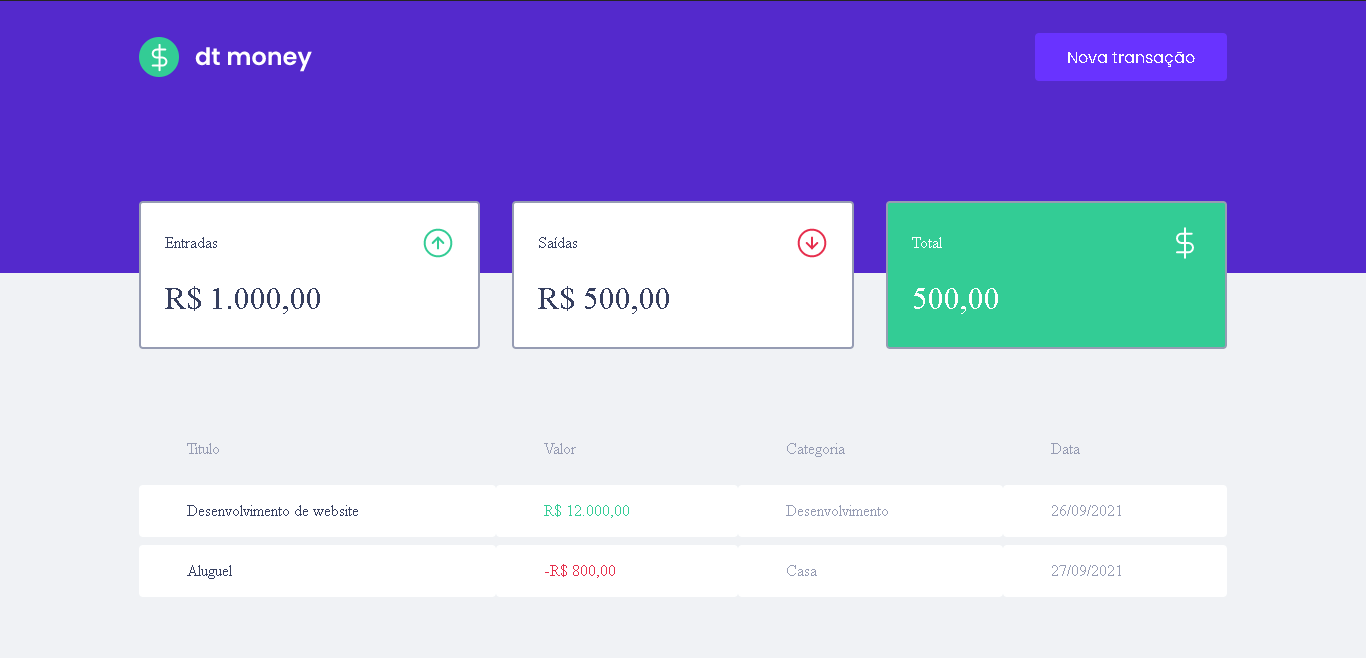 $ dt money
Nova transação
Entradas
R$ 1.000,00
Saídas
R$ 500,00
Total
$
500,00
Título Valor Categoria Data
Desenvolvimento de website R$ 12.000,00 Desenvolvimento 26/09/2021
Aluguel -R$ 800,00 Casa 27/09/2021